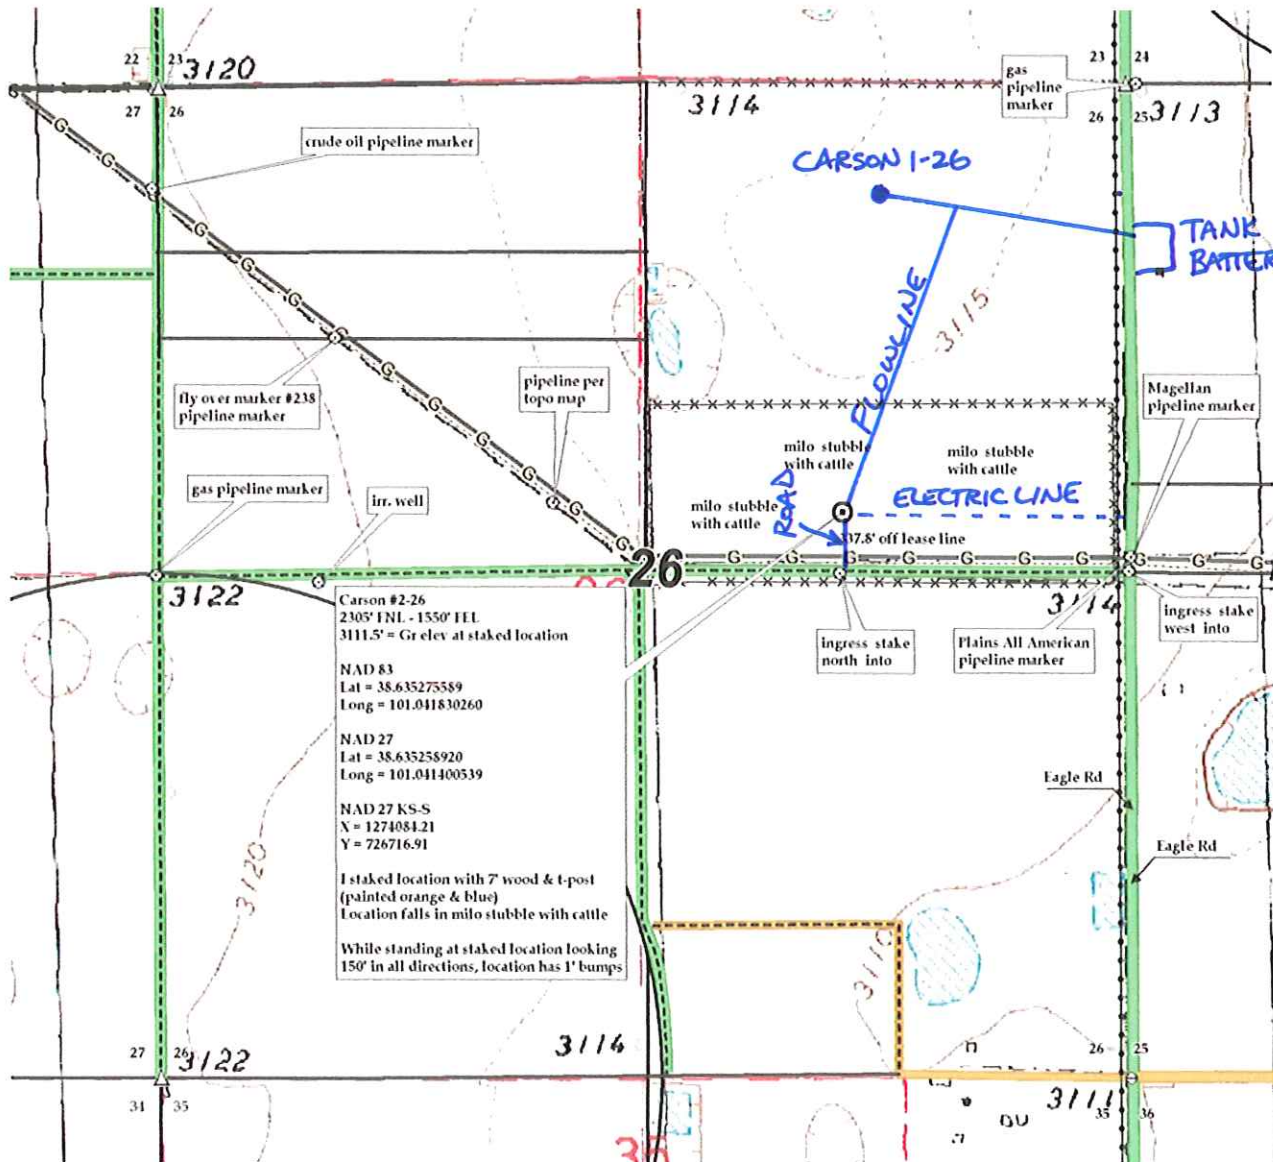 22
23
3120
27
26
crude oil pipeline marker
3114
gas
pipeline
marker
23
24
26
25
3113
CARSON 1-26
TANK
BATTER
FLOWLINE
3115
fly over marker #238
pipeline marker
pipeline per
topo map
Magellan
pipeline marker
gas pipeline marker
irr. well
milo stubble
with cattle
milo stubble
with cattle
milo stubble
with cattle
ROAD
ELECTRIC LINE
37.8' off lease line
G G G G G G G G G G G G G
G G G G G G G G G
26
3122
3114
Carson #2-26
2305' FNL - 1550' FEL
3111.5' = Gr elev at staked location
NAD 83
Lat = 38.635275589
Long = 101.041830260
NAD 27
Lat = 38.635258920
Long = 101.041400539
NAD 27 KS-S
X = 1274084.21
Y = 726716.91
I staked location with 7' wood & t-post
(painted orange & blue)
Location falls in milo stubble with cattle
While standing at staked location looking
150' in all directions, location has 1' bumps
ingress stake
north into
Plains All American
pipeline marker
ingress stake
west into
Eagle Rd
Eagle Rd
3120
3110
27
26
3122
34
35
3114
26
25
3111
35
36
DU
35